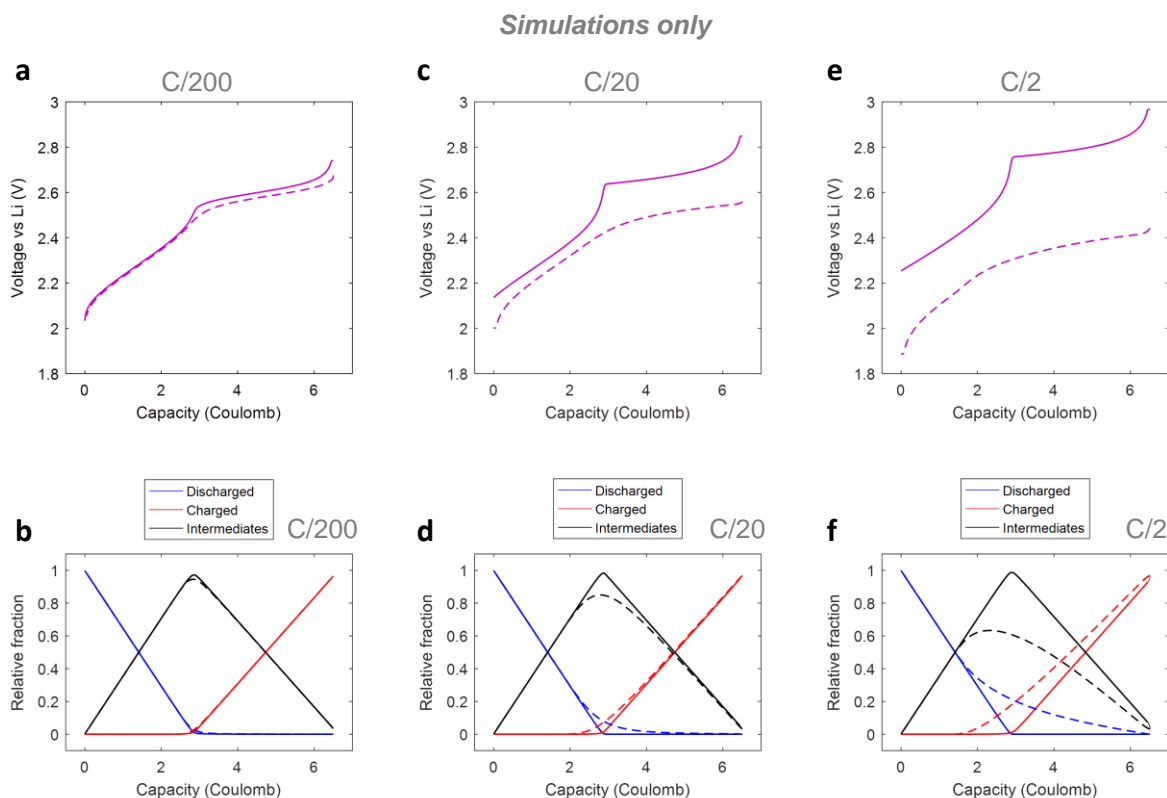 Simulations only
a
C/200
3
2.8
2.6
2.4
2.2
2
1.8
Voltage vs Li (V)
0 2 4 6
Capacity (Coulomb)
c
C/20
3
2.8
2.6
2.4
2.2
2
1.8
Voltage vs Li (V)
0 2 4 6
Capacity (Coulomb)
e
C/2
3
2.8
2.6
2.4
2.2
2
1.8
Voltage vs Li (V)
0 2 4 6
Capacity (Coulomb)
b
Discharged
Charged
Intermediates
C/200
1
0.8
0.6
0.4
0.2
0
Relative fraction
0 2 4 6
Capacity (Coulomb)
d
Discharged
Charged
Intermediates
C/20
1
0.8
0.6
0.4
0.2
0
Relative fraction
0 2 4 6
Capacity (Coulomb)
f
Discharged
Charged
Intermediates
C/2
1
0.8
0.6
0.4
0.2
0
Relative fraction
0 2 4 6
Capacity (Coulomb)